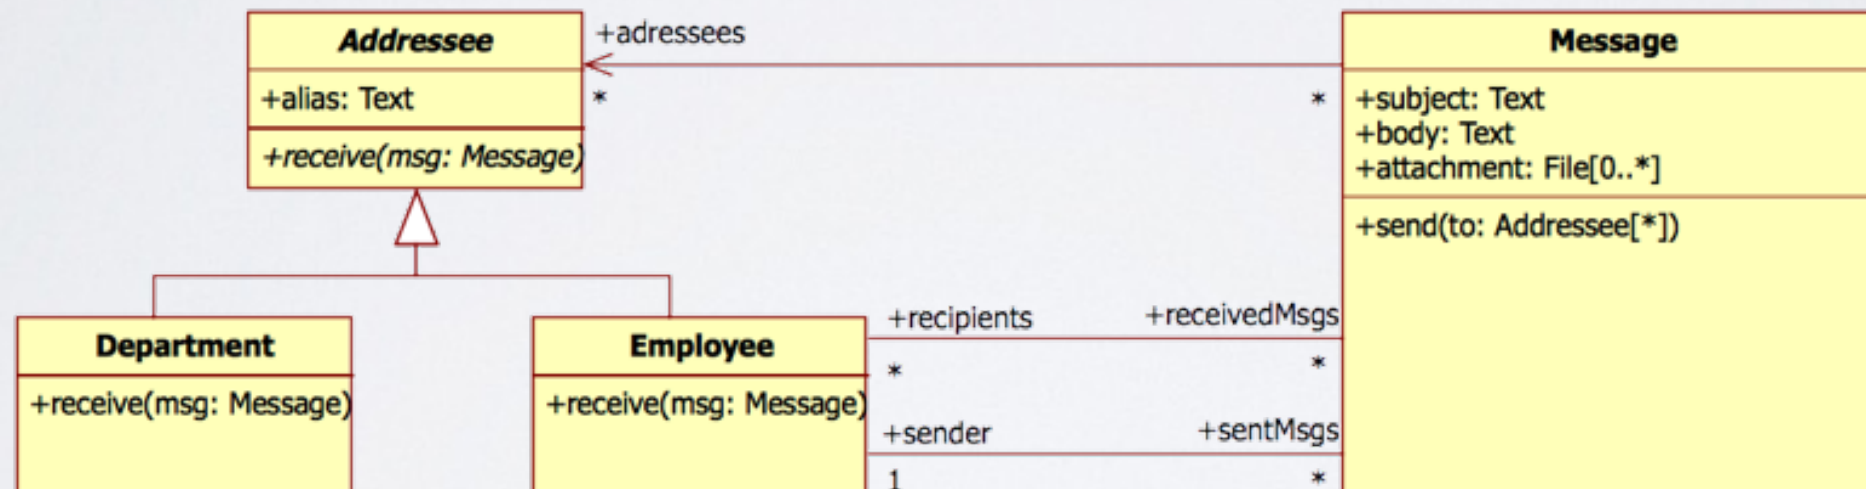 Addressee
+alias: Text
+receive(msg: Message)
+adressees
*
*
Message
+subject: Text
+body: Text
+attachment: File[0..*]
+send(to: Addressee[*])
Department
+receive(msg: Message)
Employee
+receive(msg: Message)
+recipients
+receivedMsgs
*
*
+sender
+sentMsgs
1
*